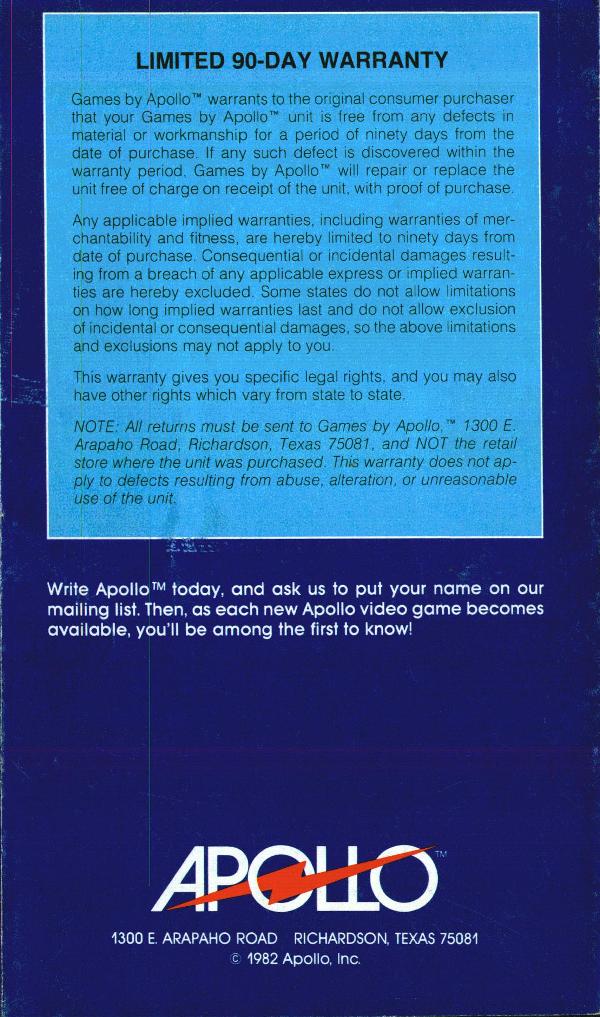 LIMITED 90-DAY WARRANTY
Games by Apollo™ warrants to the original consumer purchaser
that your Games by Apollo™ unit is free from any defects in
material or workmanship for a period of ninety days from the
date of purchase. If any such defect is discovered within the
warranty period, Games by Apollo™ will repair or replace the
unit free of charge on receipt of the unit, with proof of purchase.
Any applicable implied warranties, including warranties of mer-
chantability and fitness, are hereby limited to ninety days from
date of purchase. Consequential or incidental damages result-
ing from a breach of any applicable express or implied warran-
ties are hereby excluded. Some states do not allow limitations
on how long implied warranties last and do not allow exclusion
of incidental or consequential damages, so the above limitations
and exclusions may not apply to you.
This warranty gives you specific legal rights, and you may also
have other rights which vary from state to state.
NOTE: All returns must be sent to Games by Apollo,™ 1300 E.
Arapaho Road, Richardson, Texas 75081, and NOT the retail
store where the unit was purchased. This warranty does not ap-
ply to defects resulting from abuse, alteration, or unreasonable
use of the unit.
Write Apollo™ today, and ask us to put your name on our
mailing list. Then, as each new Apollo video game becomes
available, you'll be among the first to know!
APOLLO™
1300 E. ARAPAHO ROAD RICHARDSON, TEXAS 75081
© 1982 Apollo, Inc.